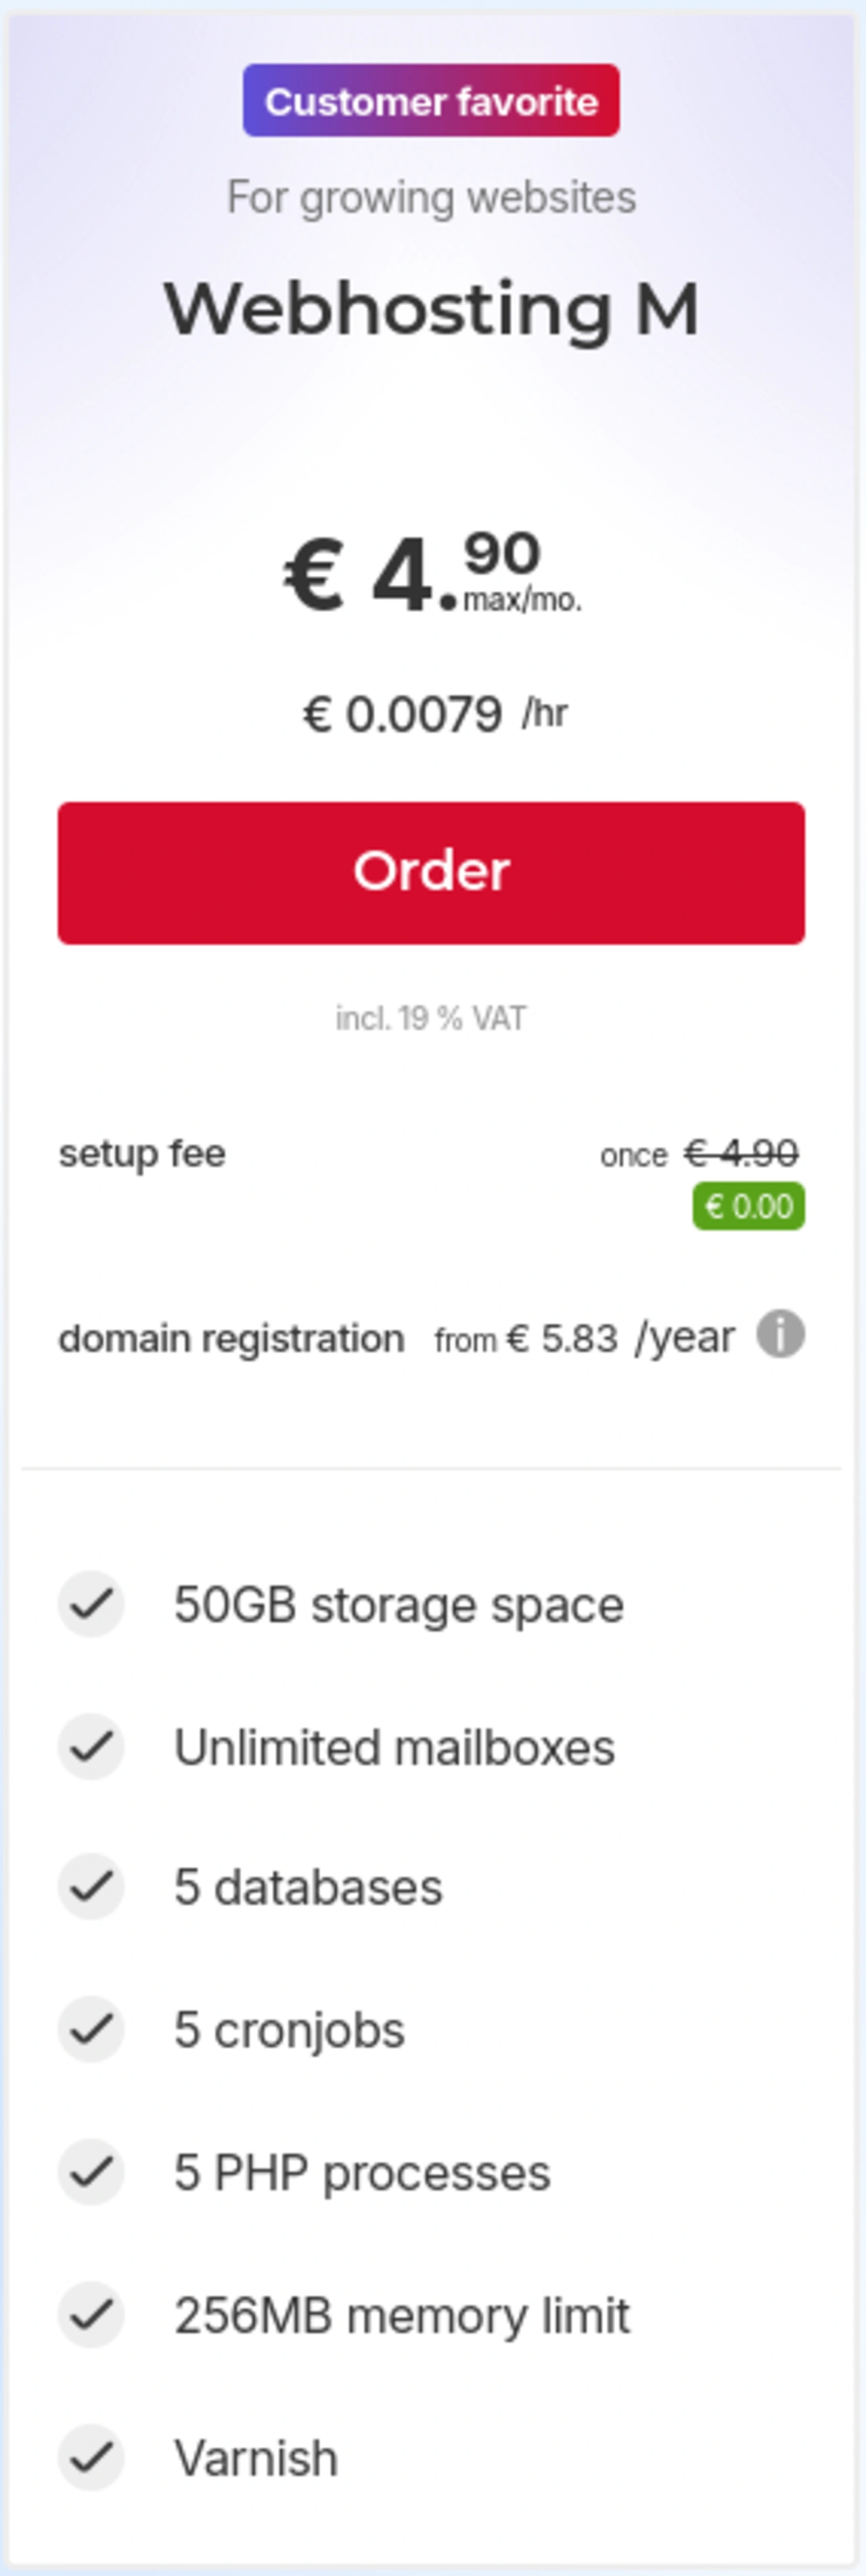 Customer favorite
For growing websites
Webhosting M
€ 4.90
max/mo.
€ 0.0079 /hr
Order
incl. 19 % VAT
setup fee once € 4.90
€ 0.00
domain registration from € 5.83 /year i
50GB storage space
Unlimited mailboxes
5 databases
5 cronjobs
5 PHP processes
256MB memory limit
Varnish